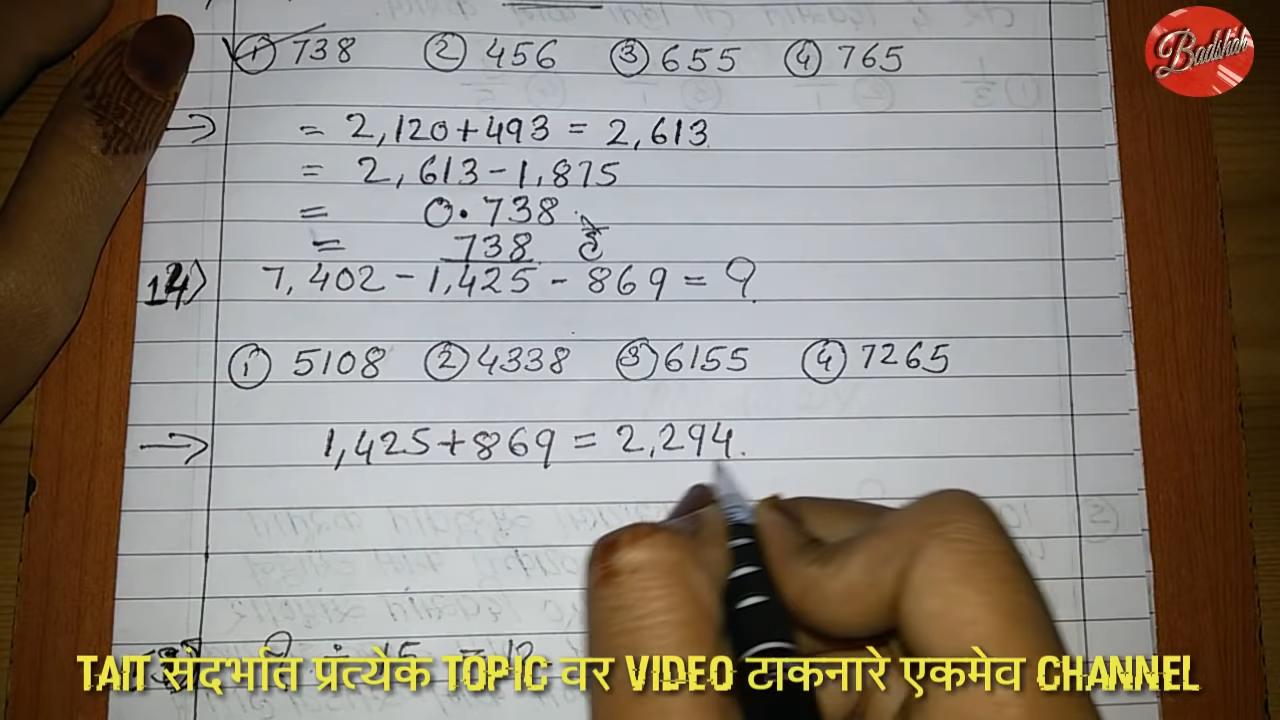 ① 738 ② 456 ③ 655 ④ 765
Badshah
→ = 2,120+493 = 2,613
= 2,613-1,875
= 0.738
= 738 है
14) 7,402 - 1,425 - 869 = ?
① 5108 ② 4338 ③ 6155 ④ 7265
→ 1,425+869 = 2,294.
TAIT संदर्भात प्रत्येक TOPIC वर VIDEO टाकनारे एकमेव CHANNEL